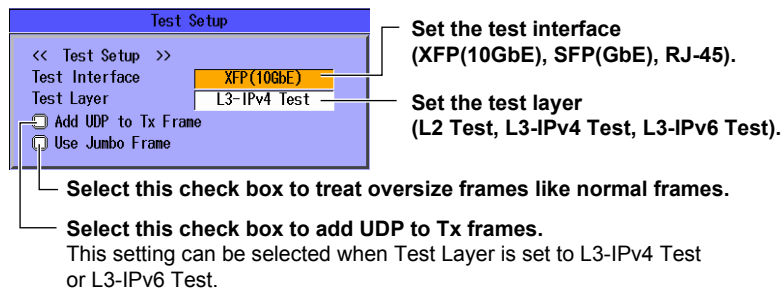 Test Setup
<< Test Setup >>
Test Interface XFP(10GbE)
Test Layer L3-IPv4 Test
Add UDP to Tx Frame
Use Jumbo Frame
Set the test interface
(XFP(10GbE), SFP(GbE), RJ-45).
Set the test layer
(L2 Test, L3-IPv4 Test, L3-IPv6 Test).
Select this check box to treat oversize frames like normal frames.
Select this check box to add UDP to Tx frames.
This setting can be selected when Test Layer is set to L3-IPv4 Test
or L3-IPv6 Test.